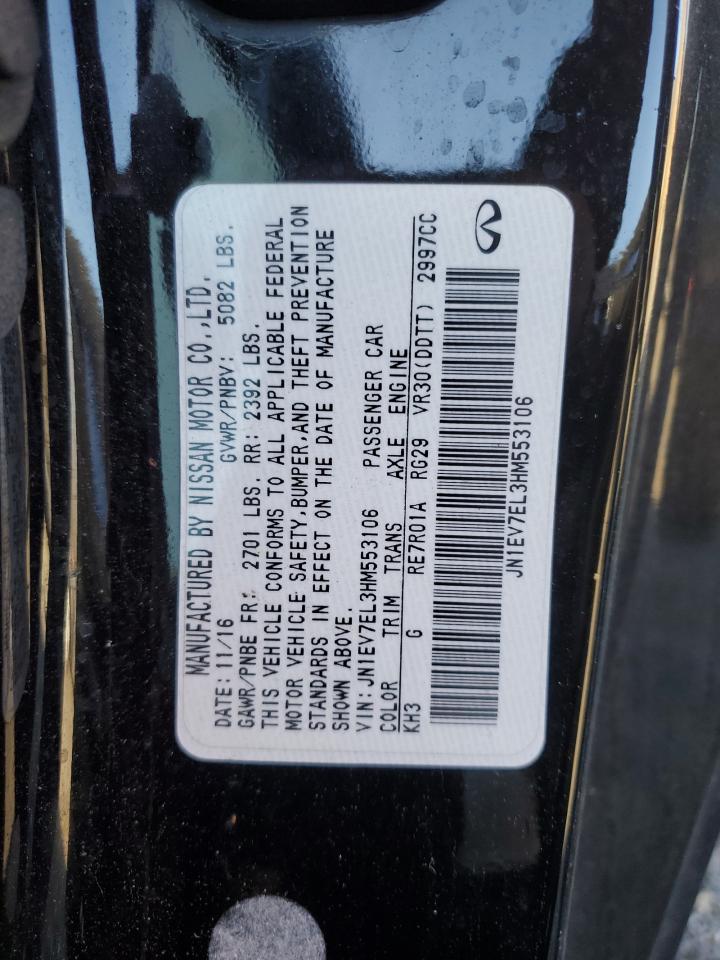 MANUFACTURED BY NISSAN MOTOR CO.,LTD.
DATE: 11/16 GVWR/PNBV: 5082 LBS.
GAWR/PNBE FR: 2701 LBS. RR: 2392 LBS.
THIS VEHICLE CONFORMS TO ALL APPLICABLE FEDERAL
MOTOR VEHICLE SAFETY,BUMPER,AND THEFT PREVENTION
STANDARDS IN EFFECT ON THE DATE OF MANUFACTURE
SHOWN ABOVE.
VIN:JN1EV7EL3HM553106 PASSENGER CAR
COLOR TRIM TRANS AXLE ENGINE
KH3 G RE7R01A RG29 VR30(DDTT) 2997CC
JN1EV7EL3HM553106